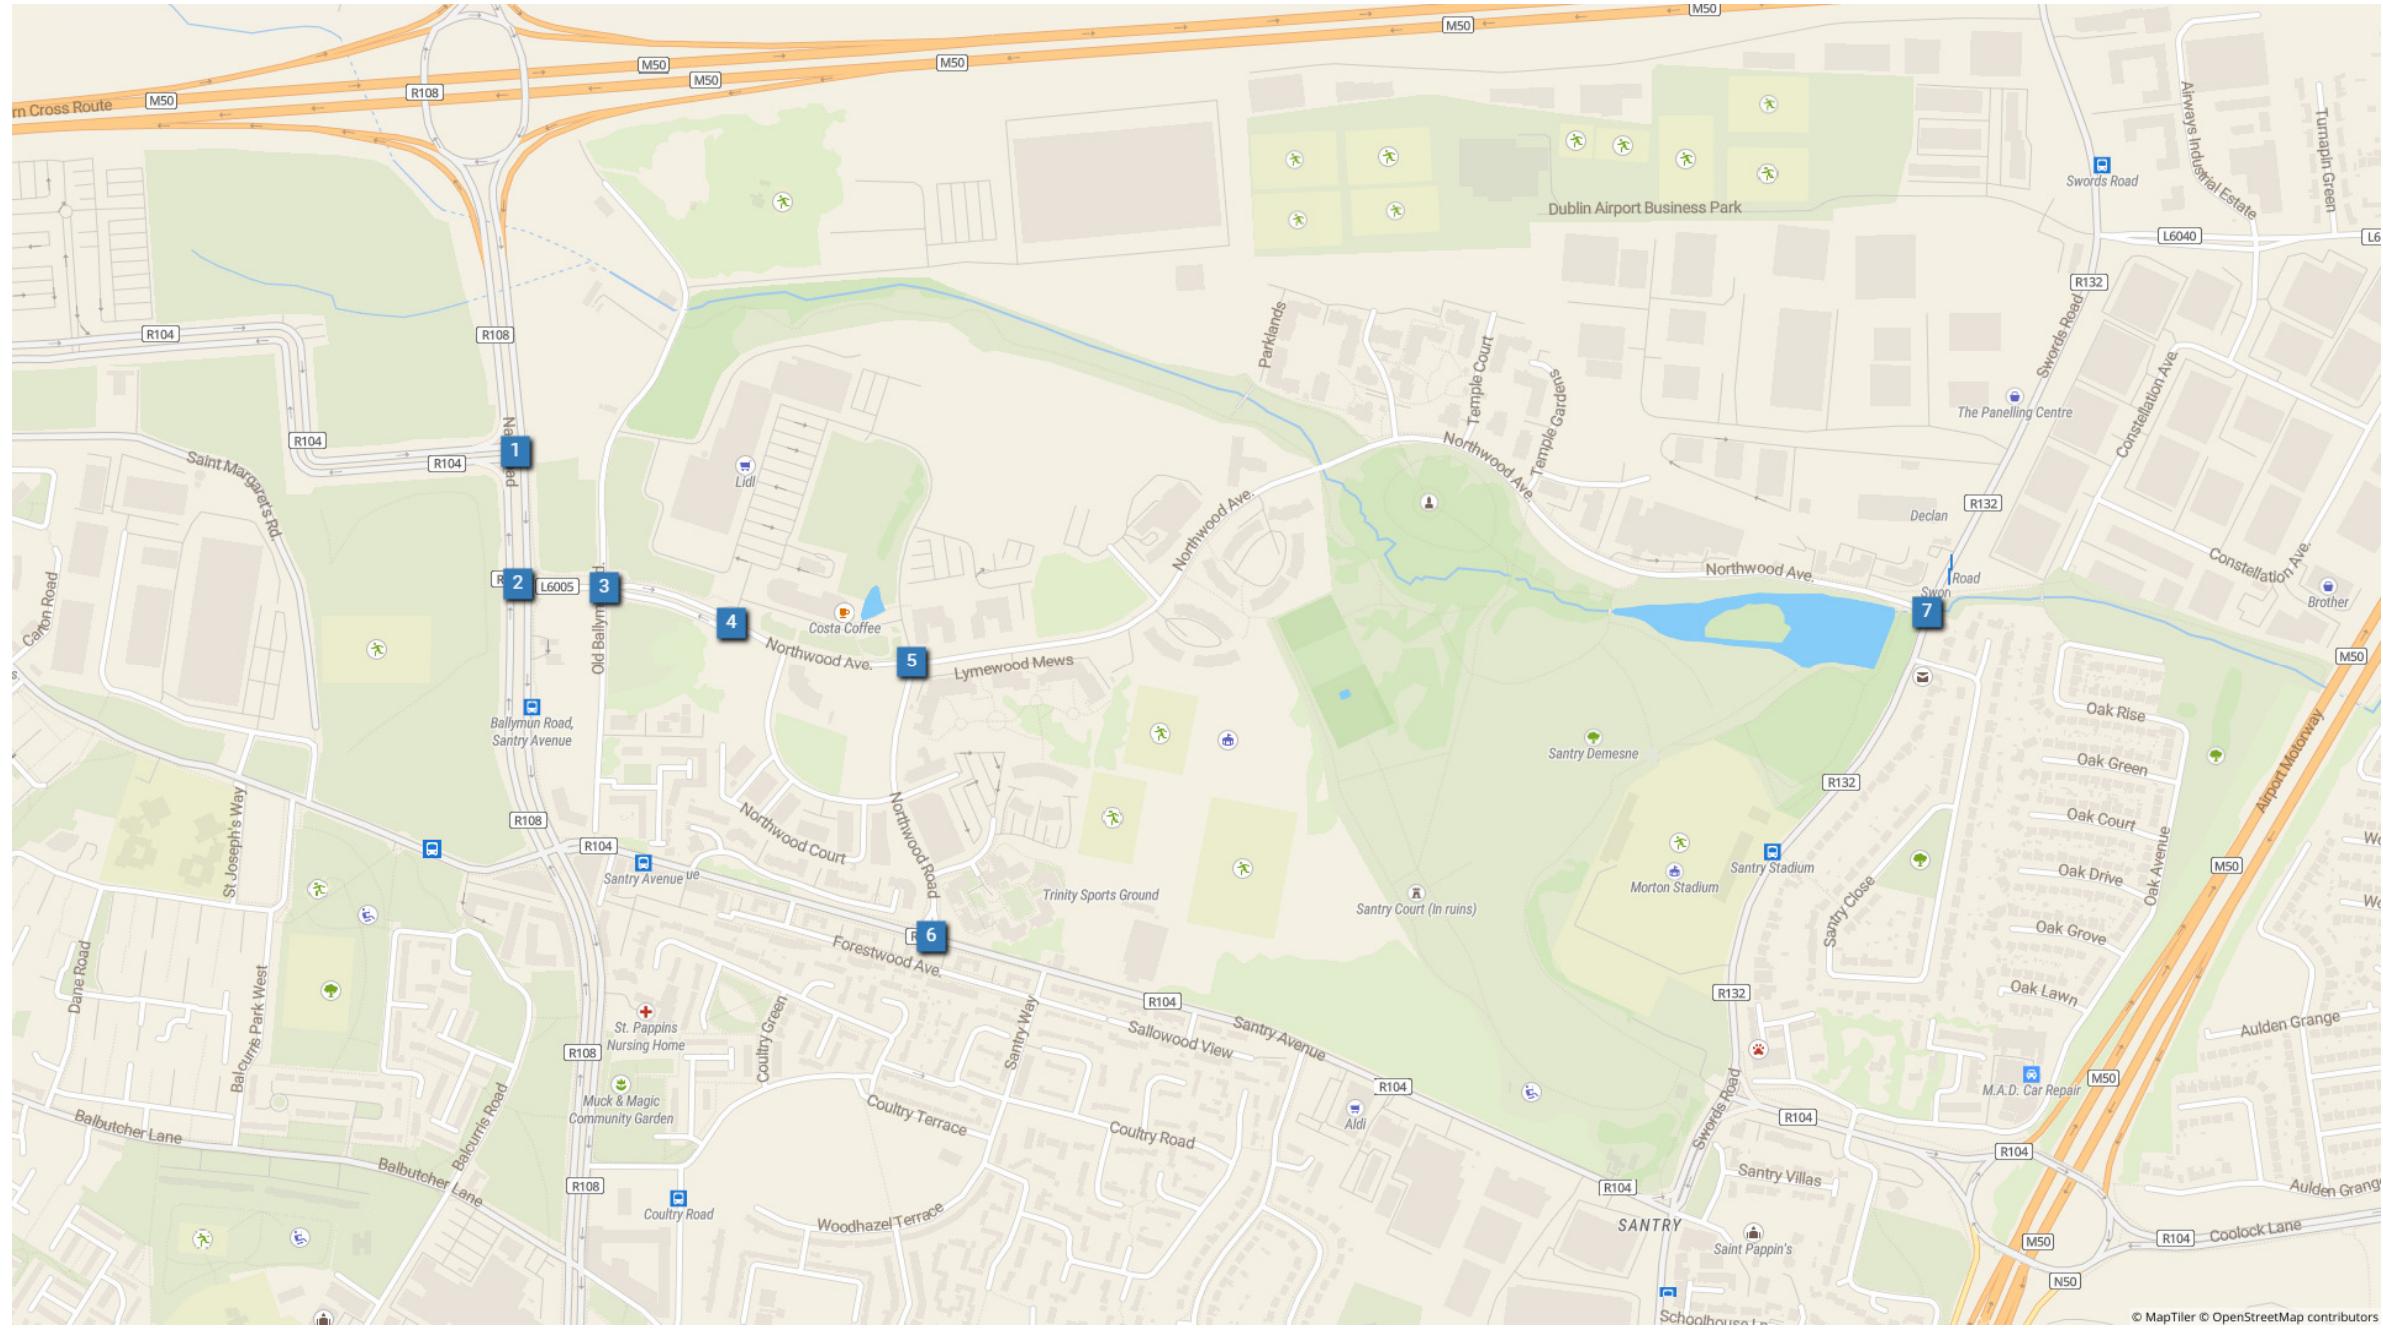 M50
M50
M50
M50
M50
M50
R108
rn Cross Route
Airways Industrial Estate
Turnapin Green
Swords Road
Dublin Airport Business Park
L6040
R132
R104
R108
Parklands
Temple Court
Temple Gardens
Swords Road
Constellation Ave.
The Panelling Centre
R104
R104
1
Saint Margaret's Rd.
Lidl
Northwood Ave.
Northwood Ave.
R132
Declan
Constellation Ave.
Brother
Carton Road
2
L6005
3
4
Costa Coffee
Northwood Ave.
Road
7
Old Ballym
Northwood Ave.
5
Lymewood Mews
M50
Ballymun Road,
Santry Avenue
Oak Rise
Santry Demesne
Oak Green
Airport Motorway
R132
R108
St Joseph's Way
Northwood Court
Northwood Road
R104
Santry Avenue
Oak Court
Oak Avenue
M50
Santry Stadium
Morton Stadium
Oak Drive
Trinity Sports Ground
Santry Court (In ruins)
Santry Close
6
Forestwood Ave.
Oak Grove
Dane Road
Balcurris Park West
R104
R132
Oak Lawn
St. Pappins
Nursing Home
Coultry Green
Santry Way
Sallowood View
Santry Avenue
Aulden Grange
R108
M50
R104
M.A.D. Car Repair
Muck & Magic
Community Garden
Coultry Terrace
Aldi
Coultry Road
Swords Road
R104
Balbutcher Lane
Balcurris Road
Balbutcher Lane
R104
R108
R104
Santry Villas
Aulden Grang
Coultry Road
Woodhazel Terrace
SANTRY
Saint Pappin's
M50
R104
Coolock Lane
N50
© MapTiler © OpenStreetMap contributors